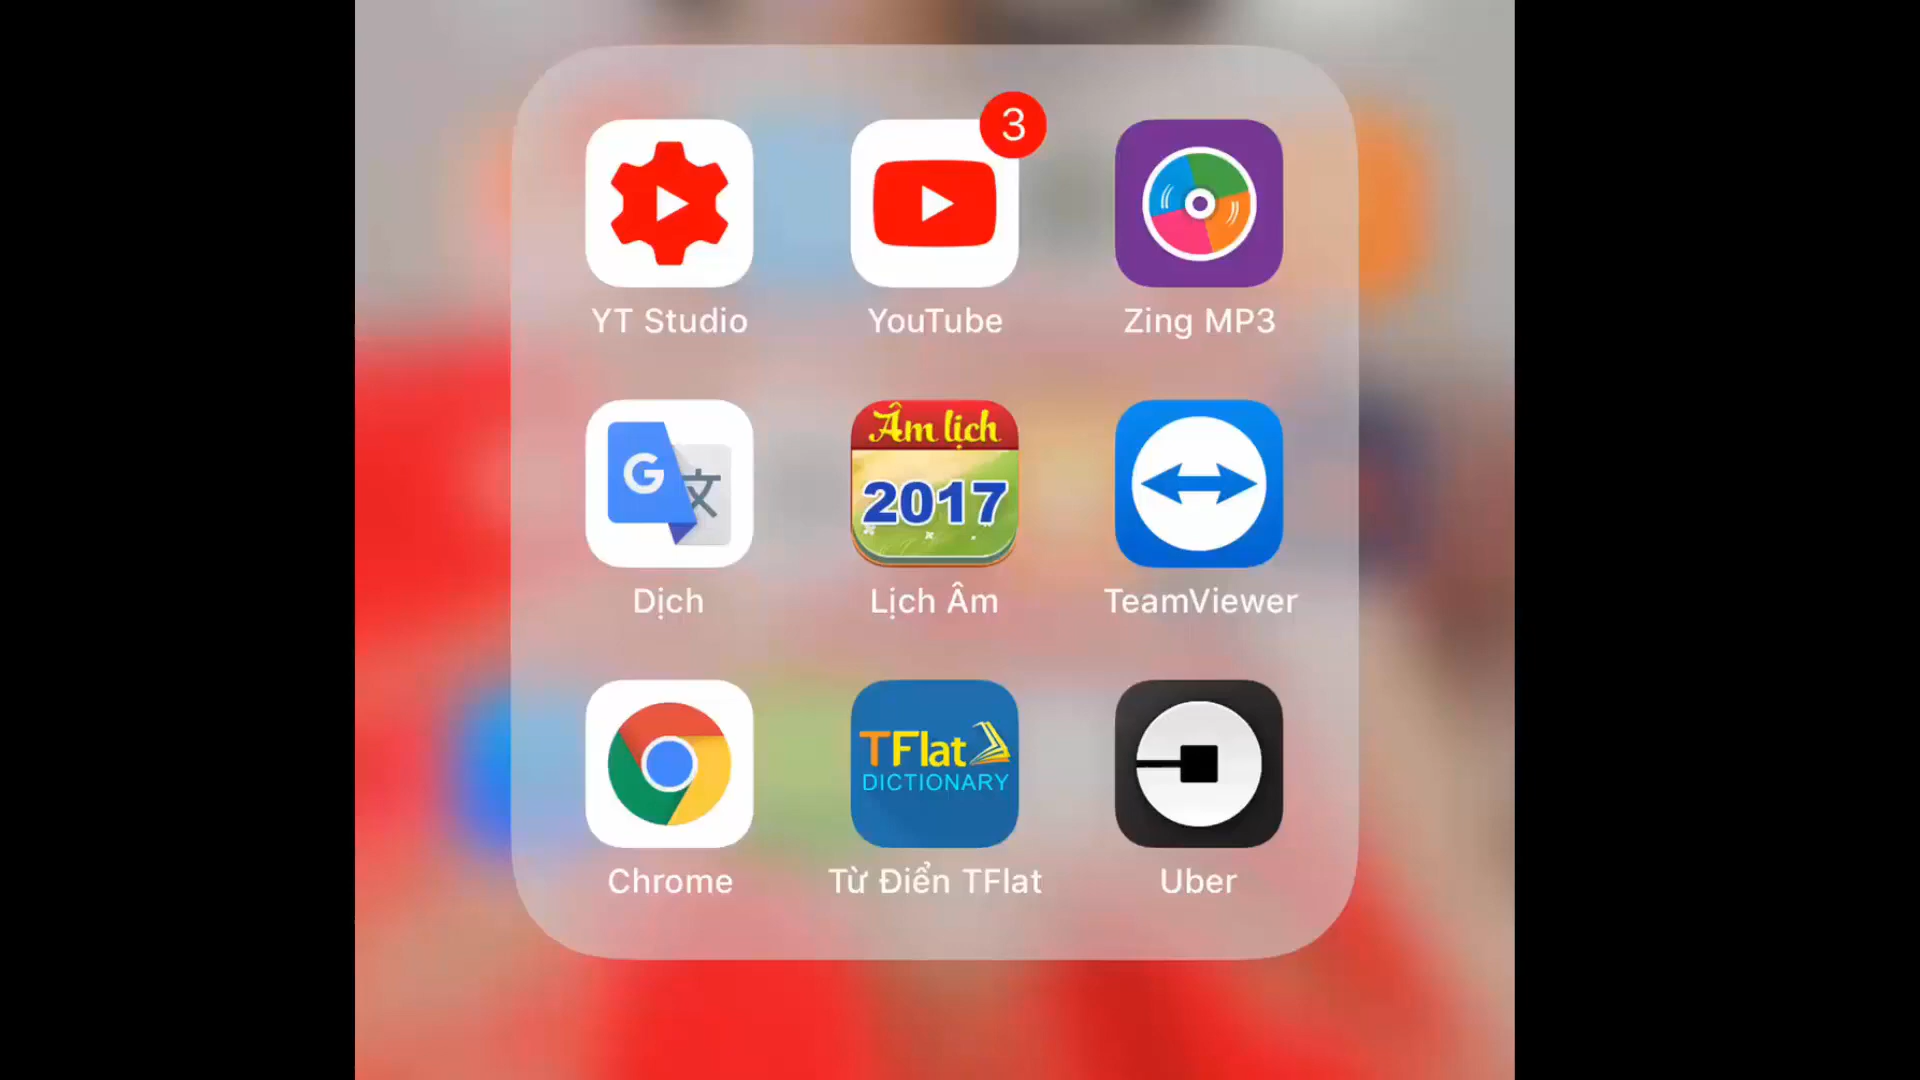 3
YT Studio
YouTube
Zing MP3
G 文
Âm lịch
2017
Dịch
Lịch Âm
TeamViewer
TFlat
DICTIONARY
Chrome
Từ Điển TFlat
Uber